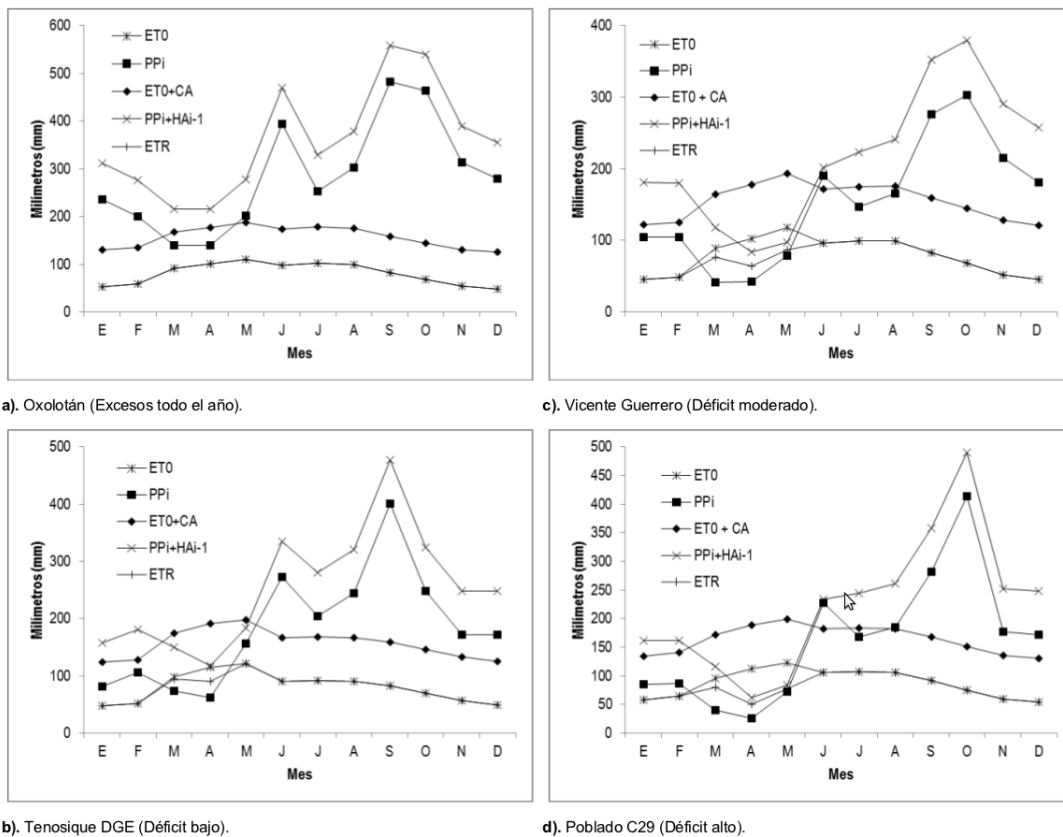 600
500
400
300
200
100
0
Milímetros (mm)
ET0
PPi
ET0+CA
PPi+HAi-1
ETR
E F M A M J J A S O N D
Mes
a). Oxolotán (Excesos todo el año).
400
300
200
100
0
Milímetros (mm)
ET0
PPi
ET0 + CA
PPi+HAi-1
ETR
E F M A M J J A S O N D
Mes
c). Vicente Guerrero (Déficit moderado).
500
400
300
200
100
0
Milímetros (mm)
ET0
PPi
ET0+CA
PPi+HAi-1
ETR
E F M A M J J A S O N D
Mes
b). Tenosique DGE (Déficit bajo).
500
450
400
350
300
250
200
150
100
50
0
Milímetros (mm)
ET0
PPi
ET0 + CA
PPi+HAi-1
ETR
E F M A M J J A S O N D
Mes
d). Poblado C29 (Déficit alto).